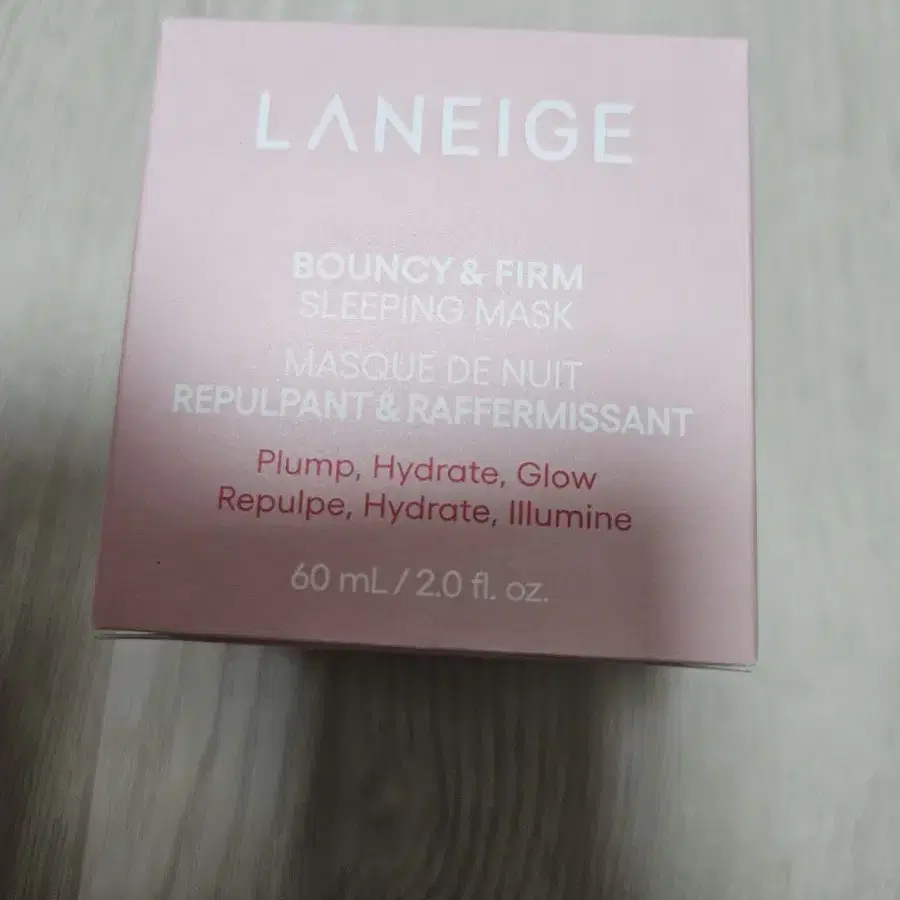 LANEIGE
BOUNCY & FIRM
SLEEPING MASK
MASQUE DE NUIT
REPULPANT & RAFFERMISSANT
Plump, Hydrate, Glow
Repulpe, Hydrate, Illumine
60 mL / 2.0 fl. oz.